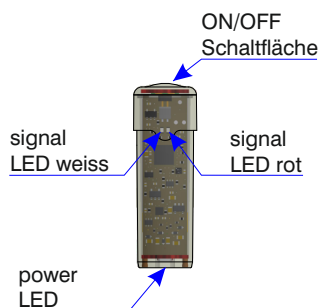 ON/OFF
Schaltfläche
signal
LED weiss
signal
LED rot
power
LED